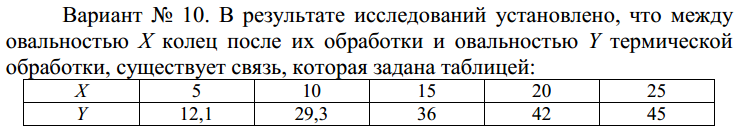 Вариант № 10. В результате исследований установлено, что между
овальностью X колец после их обработки и овальностью Y термической
обработки, существует связь, которая задана таблицей:
X 5 10 15 20 25
Y 12,1 29,3 36 42 45